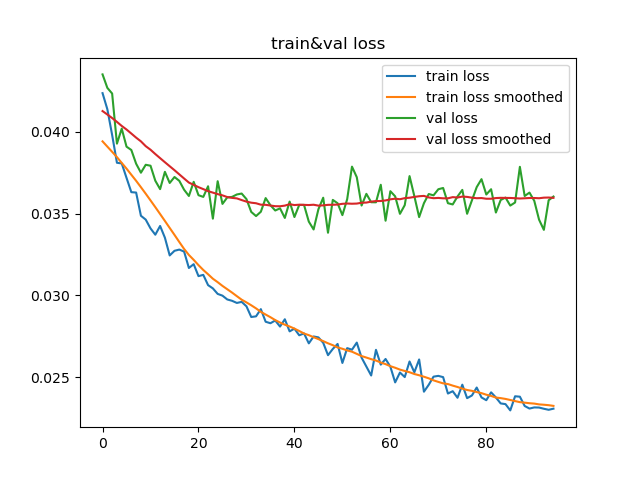 train&val loss
train loss
train loss smoothed
val loss
val loss smoothed
0.040
0.035
0.030
0.025
0 20 40 60 80